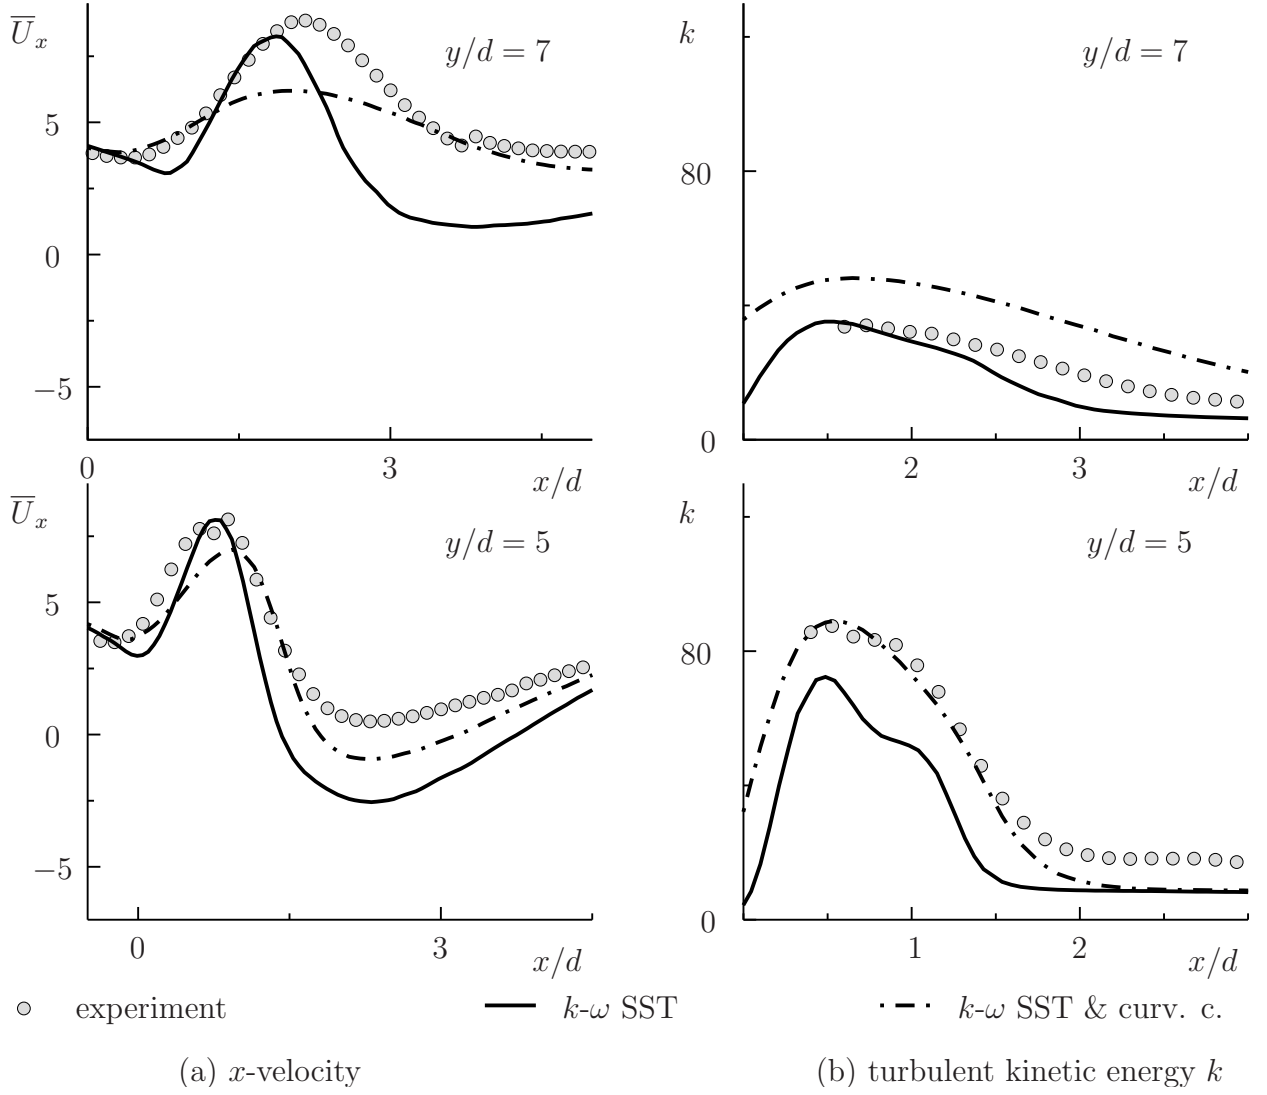 U̅ₓ
y/d = 7
5
0
−5
0
3
x/d
k
y/d = 7
80
0
2
3
x/d
U̅ₓ
y/d = 5
5
0
−5
0
3
x/d
k
y/d = 5
80
0
1
2
x/d
experiment
k-ω SST
k-ω SST & curv. c.
(a) x-velocity
(b) turbulent kinetic energy k